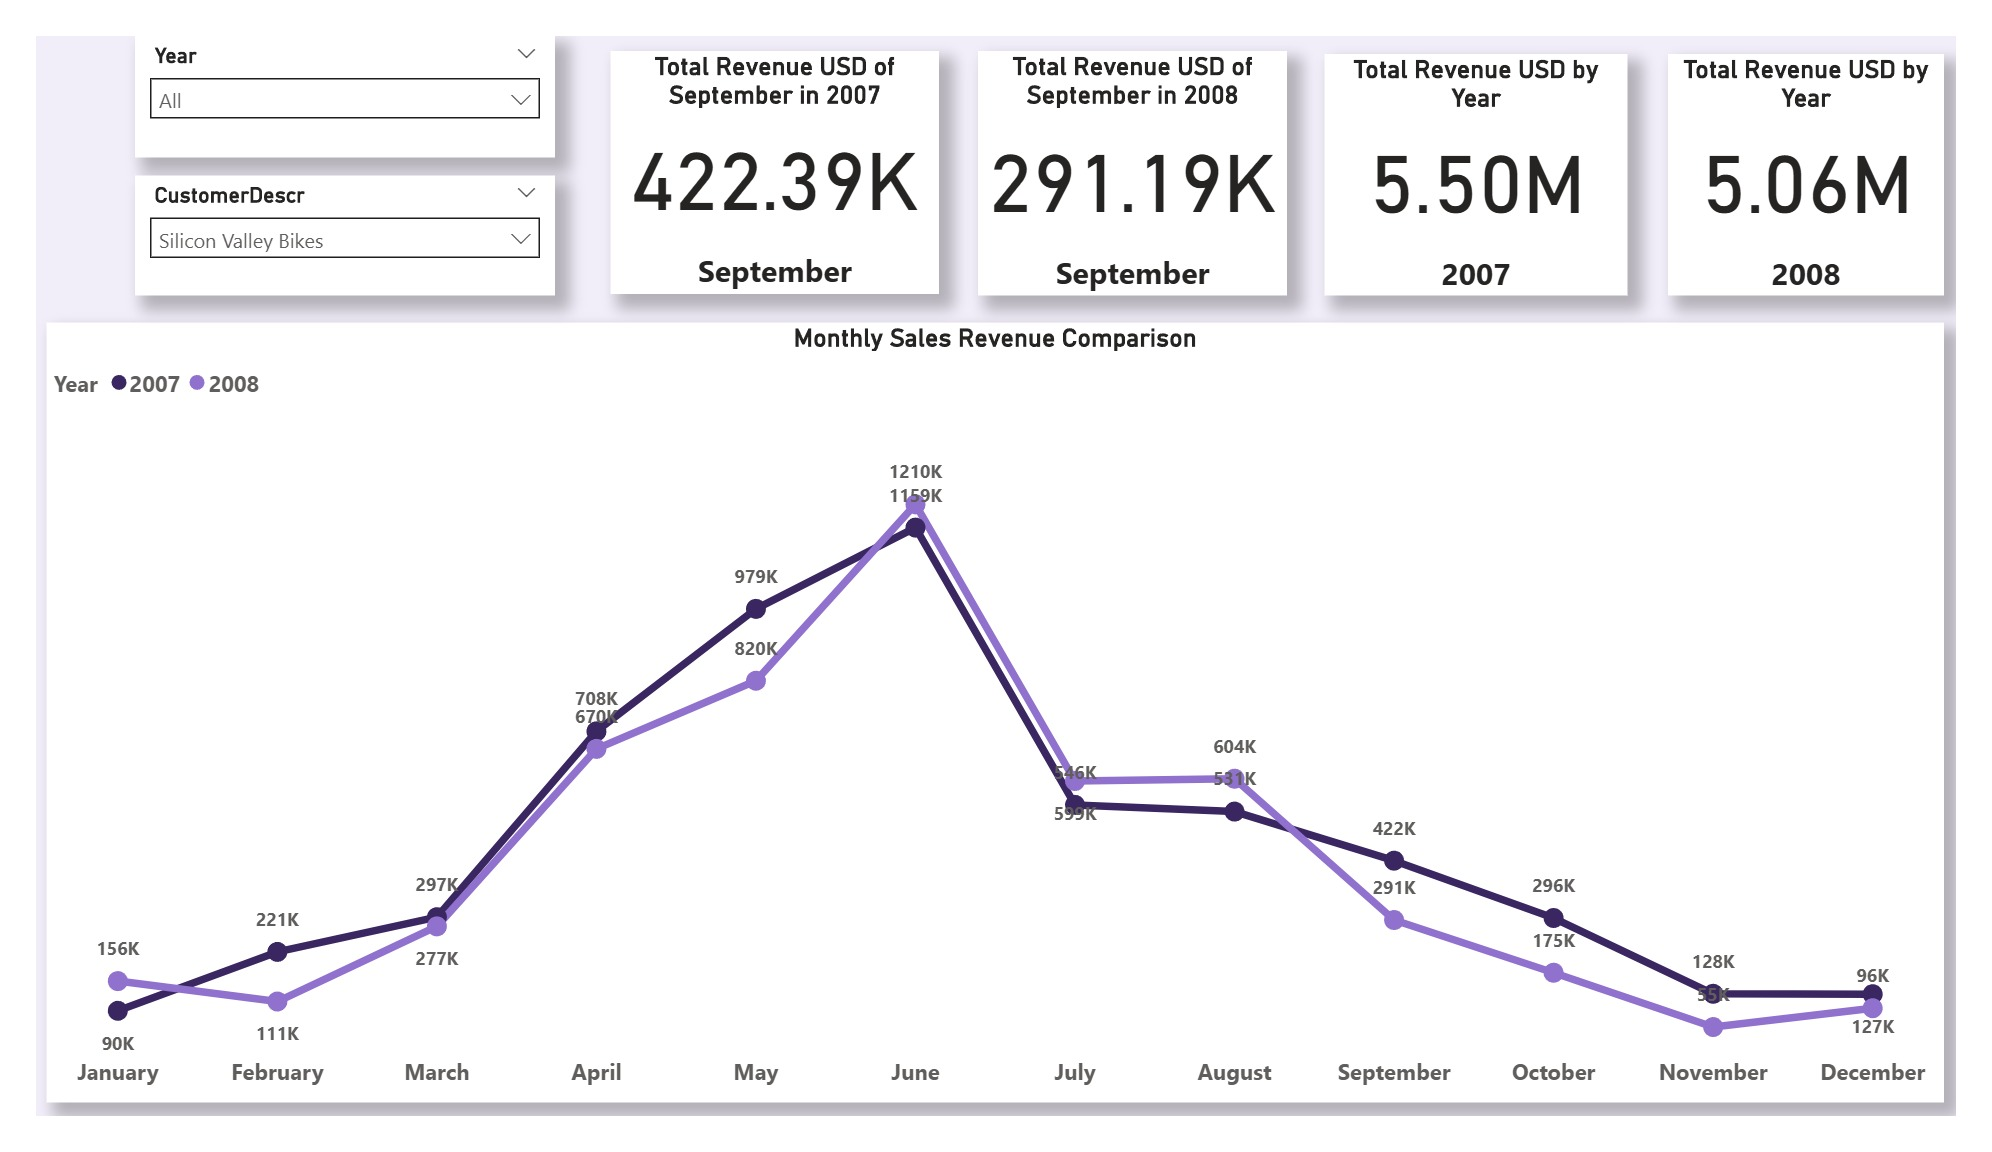 Year
All
CustomerDescr
Silicon Valley Bikes
Total Revenue USD of
September in 2007
422.39K
September
Total Revenue USD of
September in 2008
291.19K
September
Total Revenue USD by
Year
5.50M
2007
Total Revenue USD by
Year
5.06M
2008
Monthly Sales Revenue Comparison
Year 2007 2008
1210K
1159K
979K
820K
708K
670K
604K
546K
531K
599K
422K
297K
296K
291K
221K
175K
156K
277K
128K
96K
55K
127K
111K
90K
January February March April May June July August September October November December